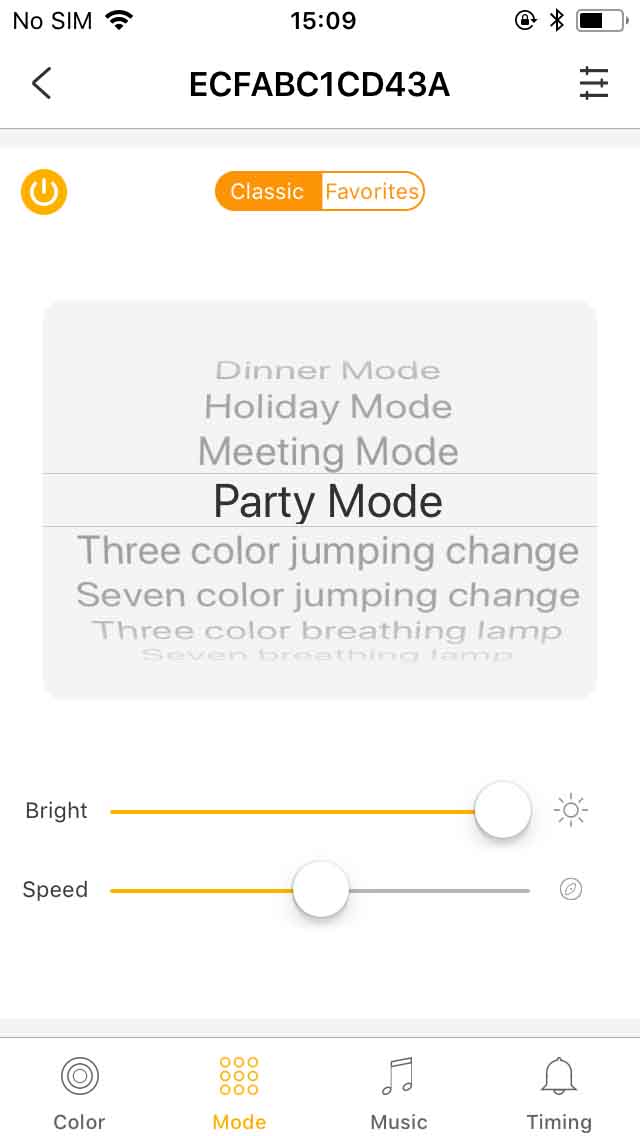 No SIM 15:09
ECFABC1CD43A
Classic Favorites
Dinner Mode
Holiday Mode
Meeting Mode
Party Mode
Three color jumping change
Seven color jumping change
Three color breathing lamp
Seven breathing lamp
Bright
Speed
Color Mode Music Timing